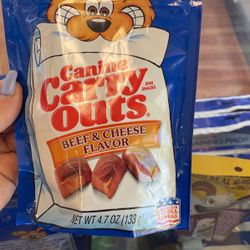 Canine
Carry
Outs
DOG
SNACKS
BEEF & CHEESE
FLAVOR
NET WT 4.7 OZ (133